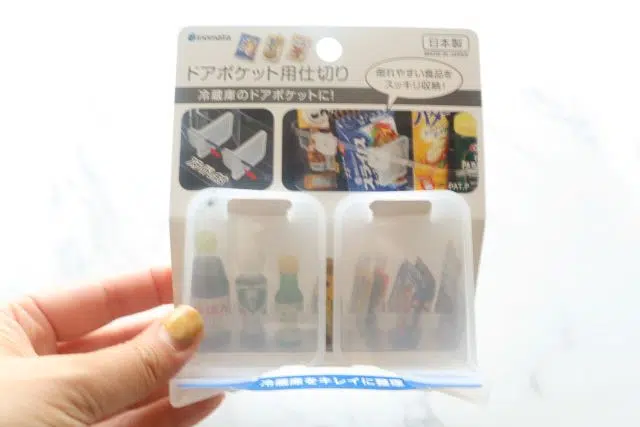 inomata
日本製
MADE IN JAPAN
ドアポケット用仕切り
倒れやすい食品を
スッキリ収納!
冷蔵庫のドアポケットに!
PAT.P
冷蔵庫をキレイに整理